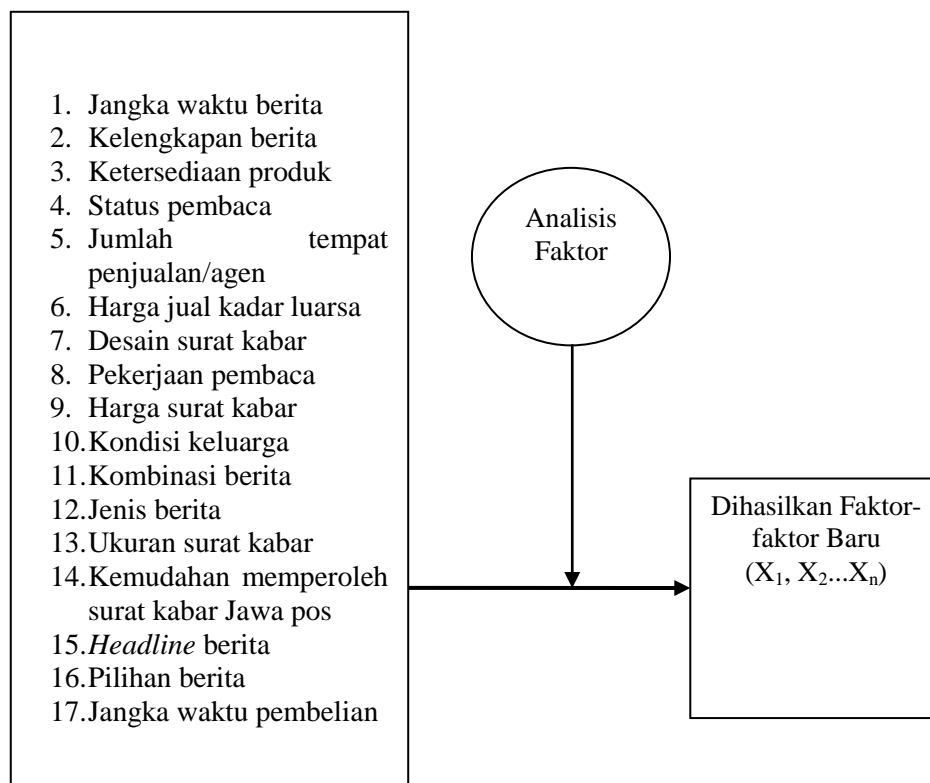 1. Jangka waktu berita
2. Kelengkapan berita
3. Ketersediaan produk
4. Status pembaca
5. Jumlah tempat
penjualan/agen
6. Harga jual kadar luarsa
7. Desain surat kabar
8. Pekerjaan pembaca
9. Harga surat kabar
10.Kondisi keluarga
11.Kombinasi berita
12.Jenis berita
13.Ukuran surat kabar
14.Kemudahan memperoleh
surat kabar Jawa pos
15.Headline berita
16.Pilihan berita
17.Jangka waktu pembelian
Analisis
Faktor
Dihasilkan Faktor-
faktor Baru
(X₁, X₂...Xₙ)